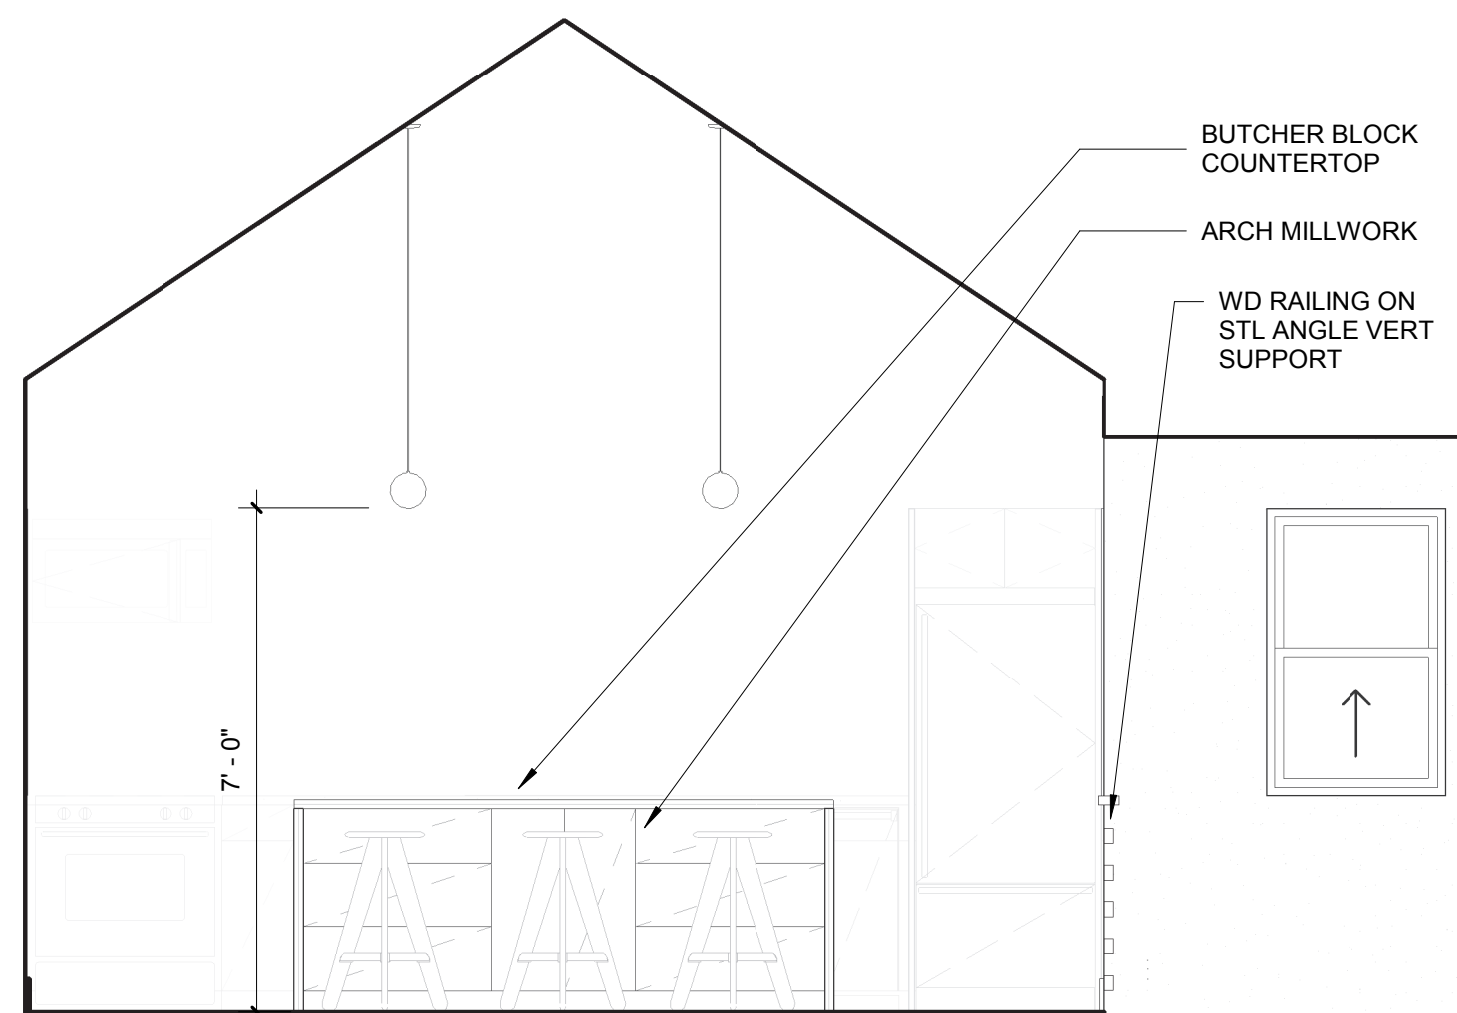 BUTCHER BLOCK
COUNTERTOP
ARCH MILLWORK
WD RAILING ON
STL ANGLE VERT
SUPPORT
7' - 0"